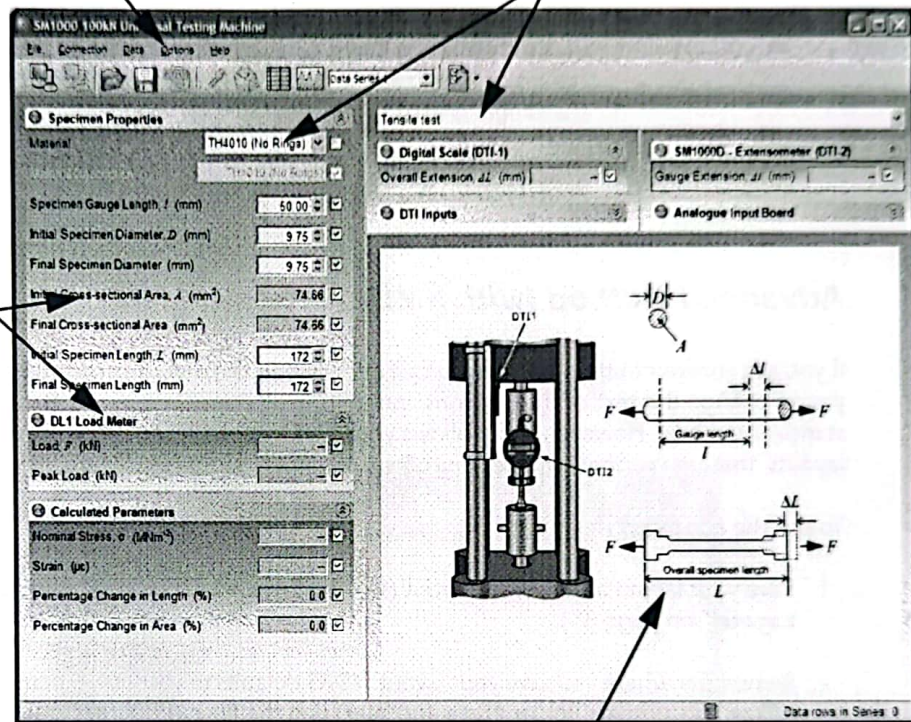 SM1000 100kN Un al Testing Machine
File Connection Data Options Help
Data Series
Specimen Properties
Material TH4010 (No Rings)
TH4010 (No Rings)
Specimen Gauge Length, l (mm) 50.00
Initial Specimen Diameter, D (mm) 9.75
Final Specimen Diameter (mm) 9.75
Initial Cross-sectional Area, A (mm²) 74.66
Final Cross-sectional Area (mm²) 74.66
Initial Specimen Length, L (mm) 172
Final Specimen Length (mm) 172
DL1 Load Meter
Load, F (kN) --
Peak Load (kN) --
Calculated Parameters
Nominal Stress, σ (MNm⁻²) --
Strain (με) --
Percentage Change in Length (%) 0.0
Percentage Change in Area (%) 0.0
Tensile test
Digital Scale (DTI-1)
Overall Extension, ΔL (mm) --
SM1000D - Extensometer (DTI-2)
Gauge Extension, Δl (mm) --
DTI Inputs
Analogue Input Board
DTI1
DTI2
D
A
Δl
F F
Gauge length
l
ΔL
F F
Overall specimen length
L
Data rows in Series: 0